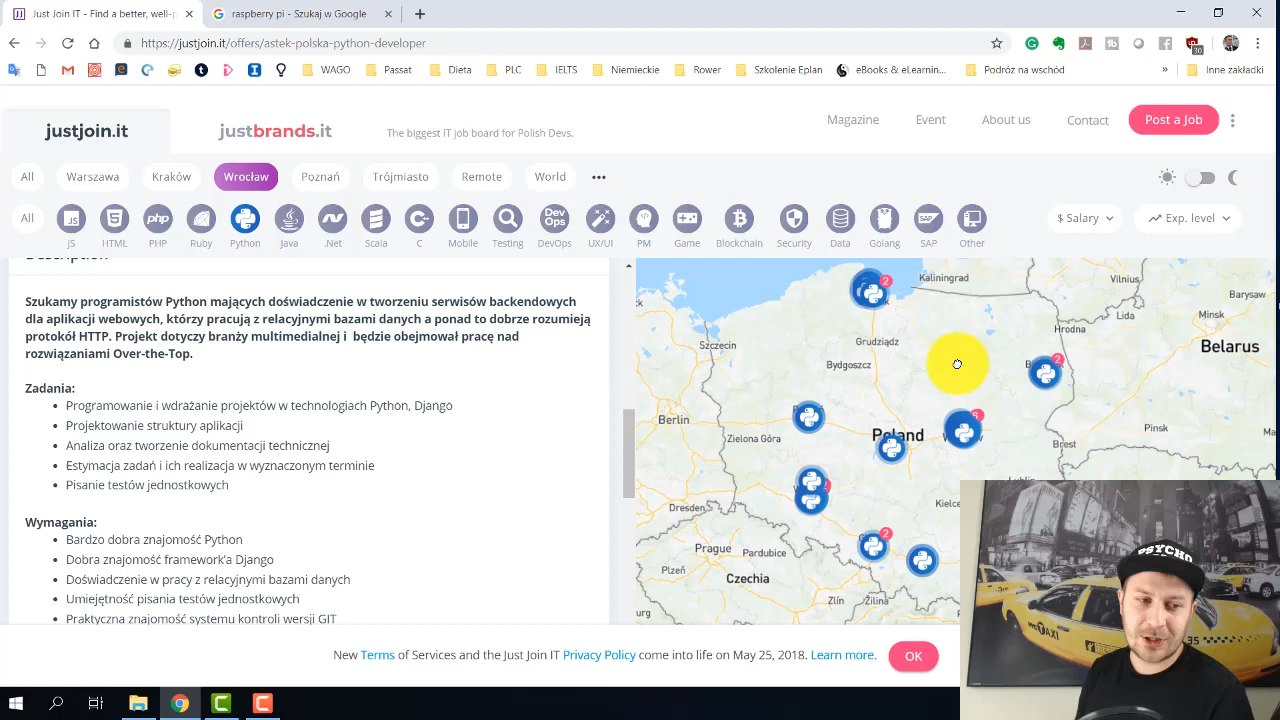 Just Join IT - Find a better, well-p
raspberry pi - Szukaj w Google
https://justjoin.it/offers/astek-polska-python-developer
30
WAGO
Passat
Dieta
PLC
IELTS
Niemieckie
Rower
Szkolenie Eplan
eBooks & eLearnin...
Podróż na wschód
»
Inne zakładki
justjoin.it
justbrands.it
The biggest IT job board for Polish Devs.
Magazine
Event
About us
Contact
Post a Job
All
Warszawa
Kraków
Wrocław
Poznań
Trójmiasto
Remote
World
All
JS
HTML
PHP
Ruby
Python
Java
.Net
Scala
C
Mobile
Testing
DevOps
UX/UI
PM
Game
Blockchain
Security
Data
Golang
SAP
Other
$ Salary
Exp. level
Description
Szukamy programistów Python mających doświadczenie w tworzeniu serwisów backendowych
dla aplikacji webowych, którzy pracują z relacyjnymi bazami danych a ponad to dobrze rozumieją
protokół HTTP. Projekt dotyczy branży multimedialnej i będzie obejmował pracę nad
rozwiązaniami Over-the-Top.
Zadania:
Programowanie i wdrażanie projektów w technologiach Python, Django
Projektowanie struktury aplikacji
Analiza oraz tworzenie dokumentacji technicznej
Estymacja zadań i ich realizacja w wyznaczonym terminie
Pisanie testów jednostkowych
Wymagania:
Bardzo dobra znajomość Python
Dobra znajomość framework'a Django
Doświadczenie w pracy z relacyjnymi bazami danych
Umiejętność pisania testów jednostkowych
Praktyczna znajomość systemu kontroli wersji GIT
Kaliningrad
Vilnius
Barysaw
Lida
Minsk
Hrodna
Belarus
Szczecin
Grudziądz
Bydgoszcz
Berlin
Zielona Góra
Poland
Brest
Pinsk
Dresden
Lublin
Kielce
Prague
Pardubice
Plzeň
Czechia
Zlín
Žilina
urg
2
2
6
2
New Terms of Services and the Just Join IT Privacy Policy come into life on May 25, 2018. Learn more.
OK
PSYCHO
TAXI
35